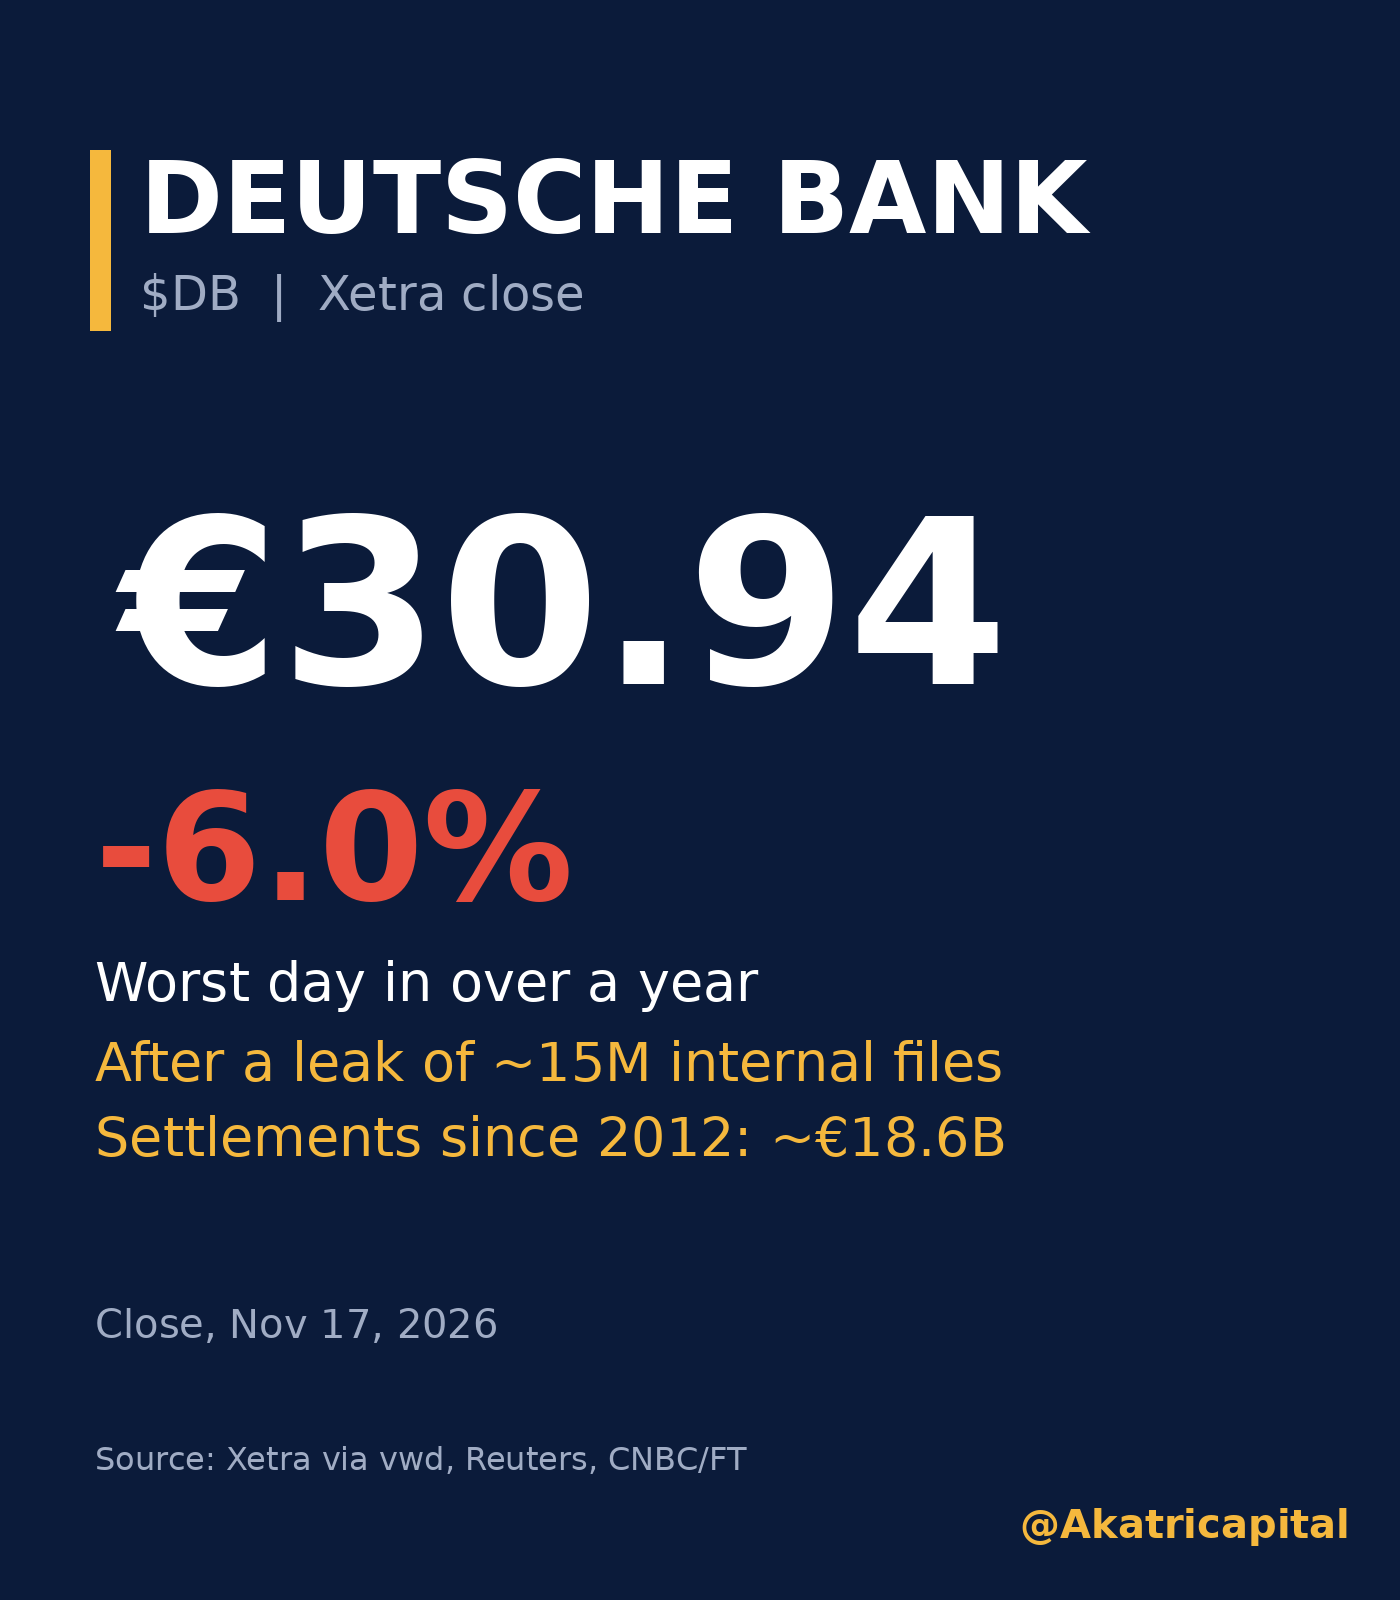 DEUTSCHE BANK
$DB | Xetra close
€30.94
-6.0%
Worst day in over a year
After a leak of ~15M internal files
Settlements since 2012: ~€18.6B
Close, Nov 17, 2026
Source: Xetra via vwd, Reuters, CNBC/FT
@Akatricapital